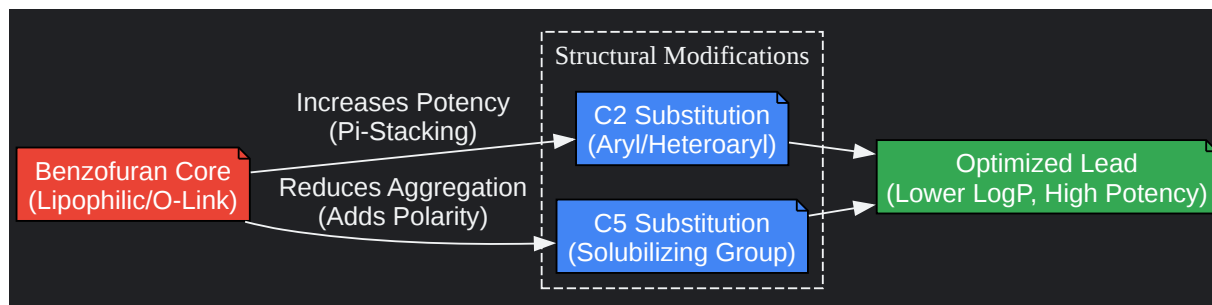 Structural Modifications
Increases Potency
(Pi-Stacking)
C2 Substitution
(Aryl/Heteroaryl)
Benzofuran Core
(Lipophilic/O-Link)
Optimized Lead
(Lower LogP, High Potency)
Reduces Aggregation
(Adds Polarity)
C5 Substitution
(Solubilizing Group)